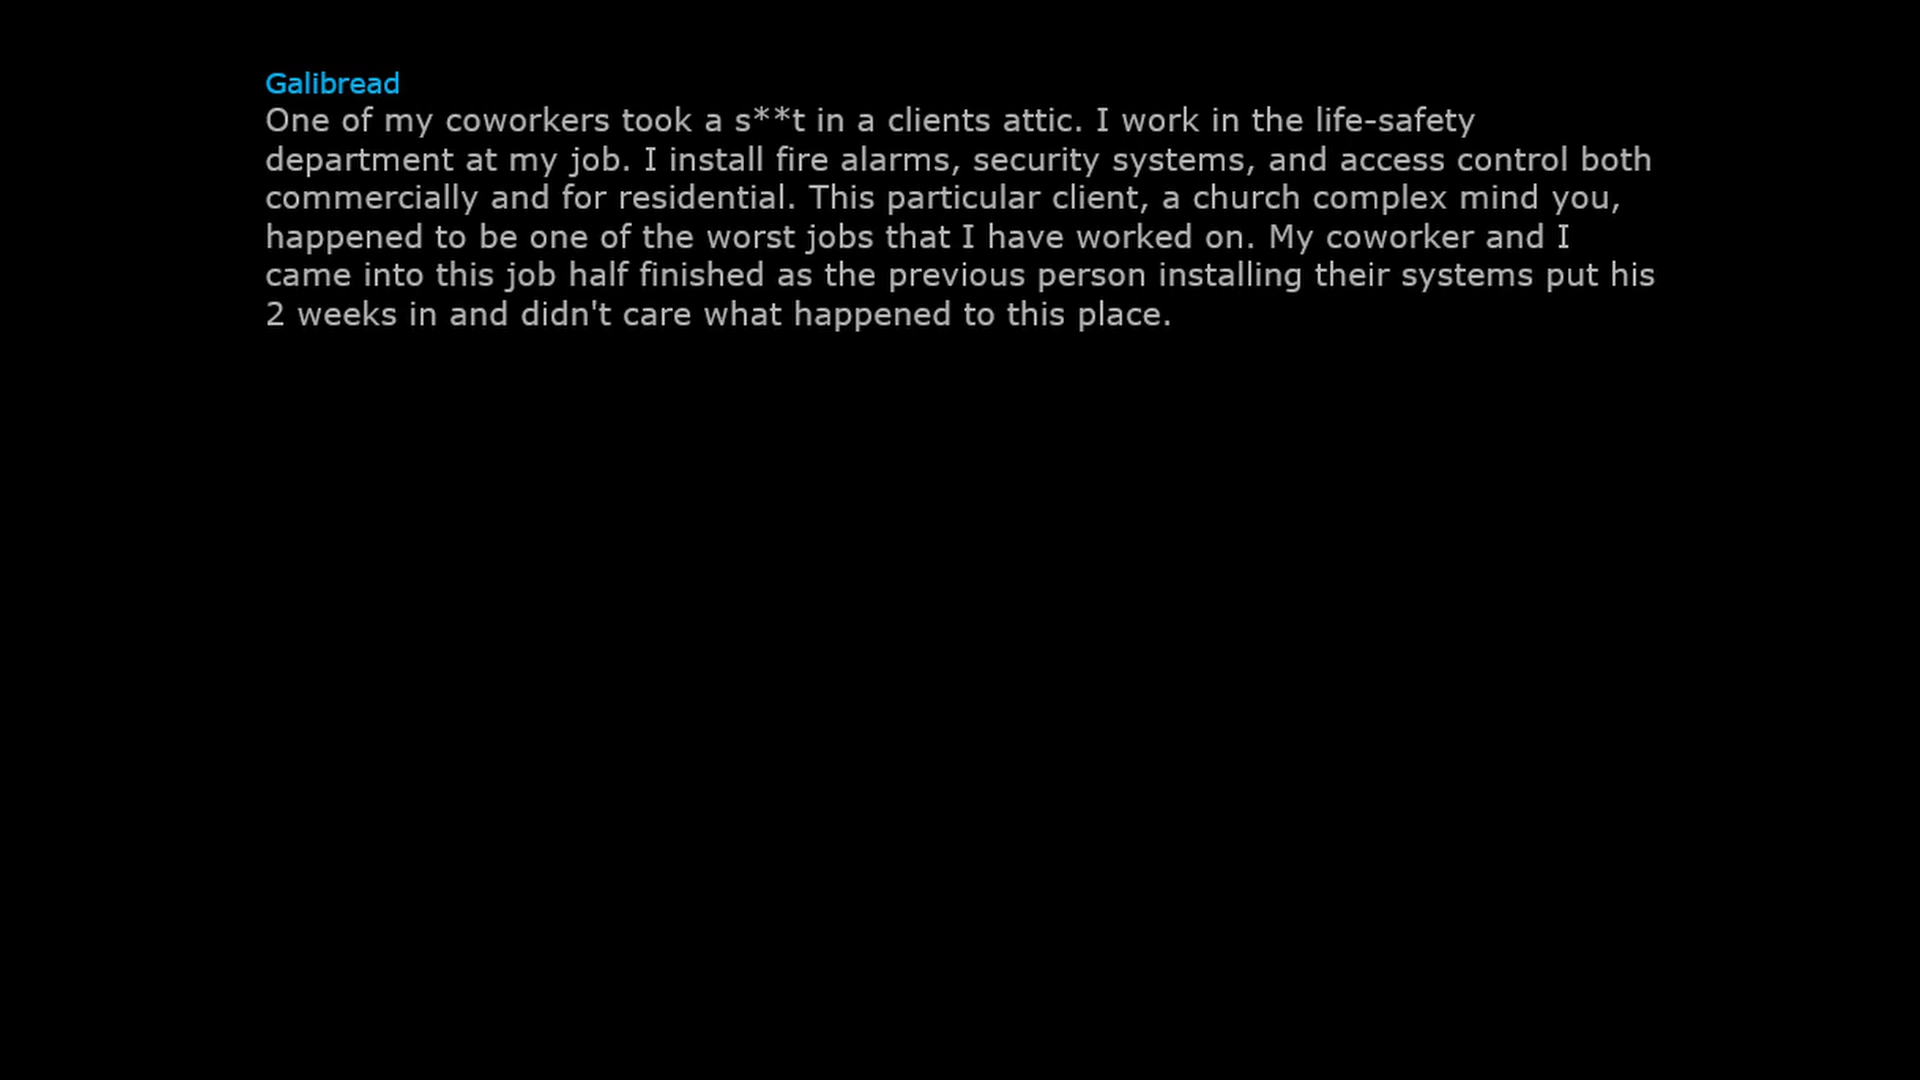 Galibread
One of my coworkers took a s**t in a clients attic. I work in the life-safety
department at my job. I install fire alarms, security systems, and access control both
commercially and for residential. This particular client, a church complex mind you,
happened to be one of the worst jobs that I have worked on. My coworker and I
came into this job half finished as the previous person installing their systems put his
2 weeks in and didn't care what happened to this place.